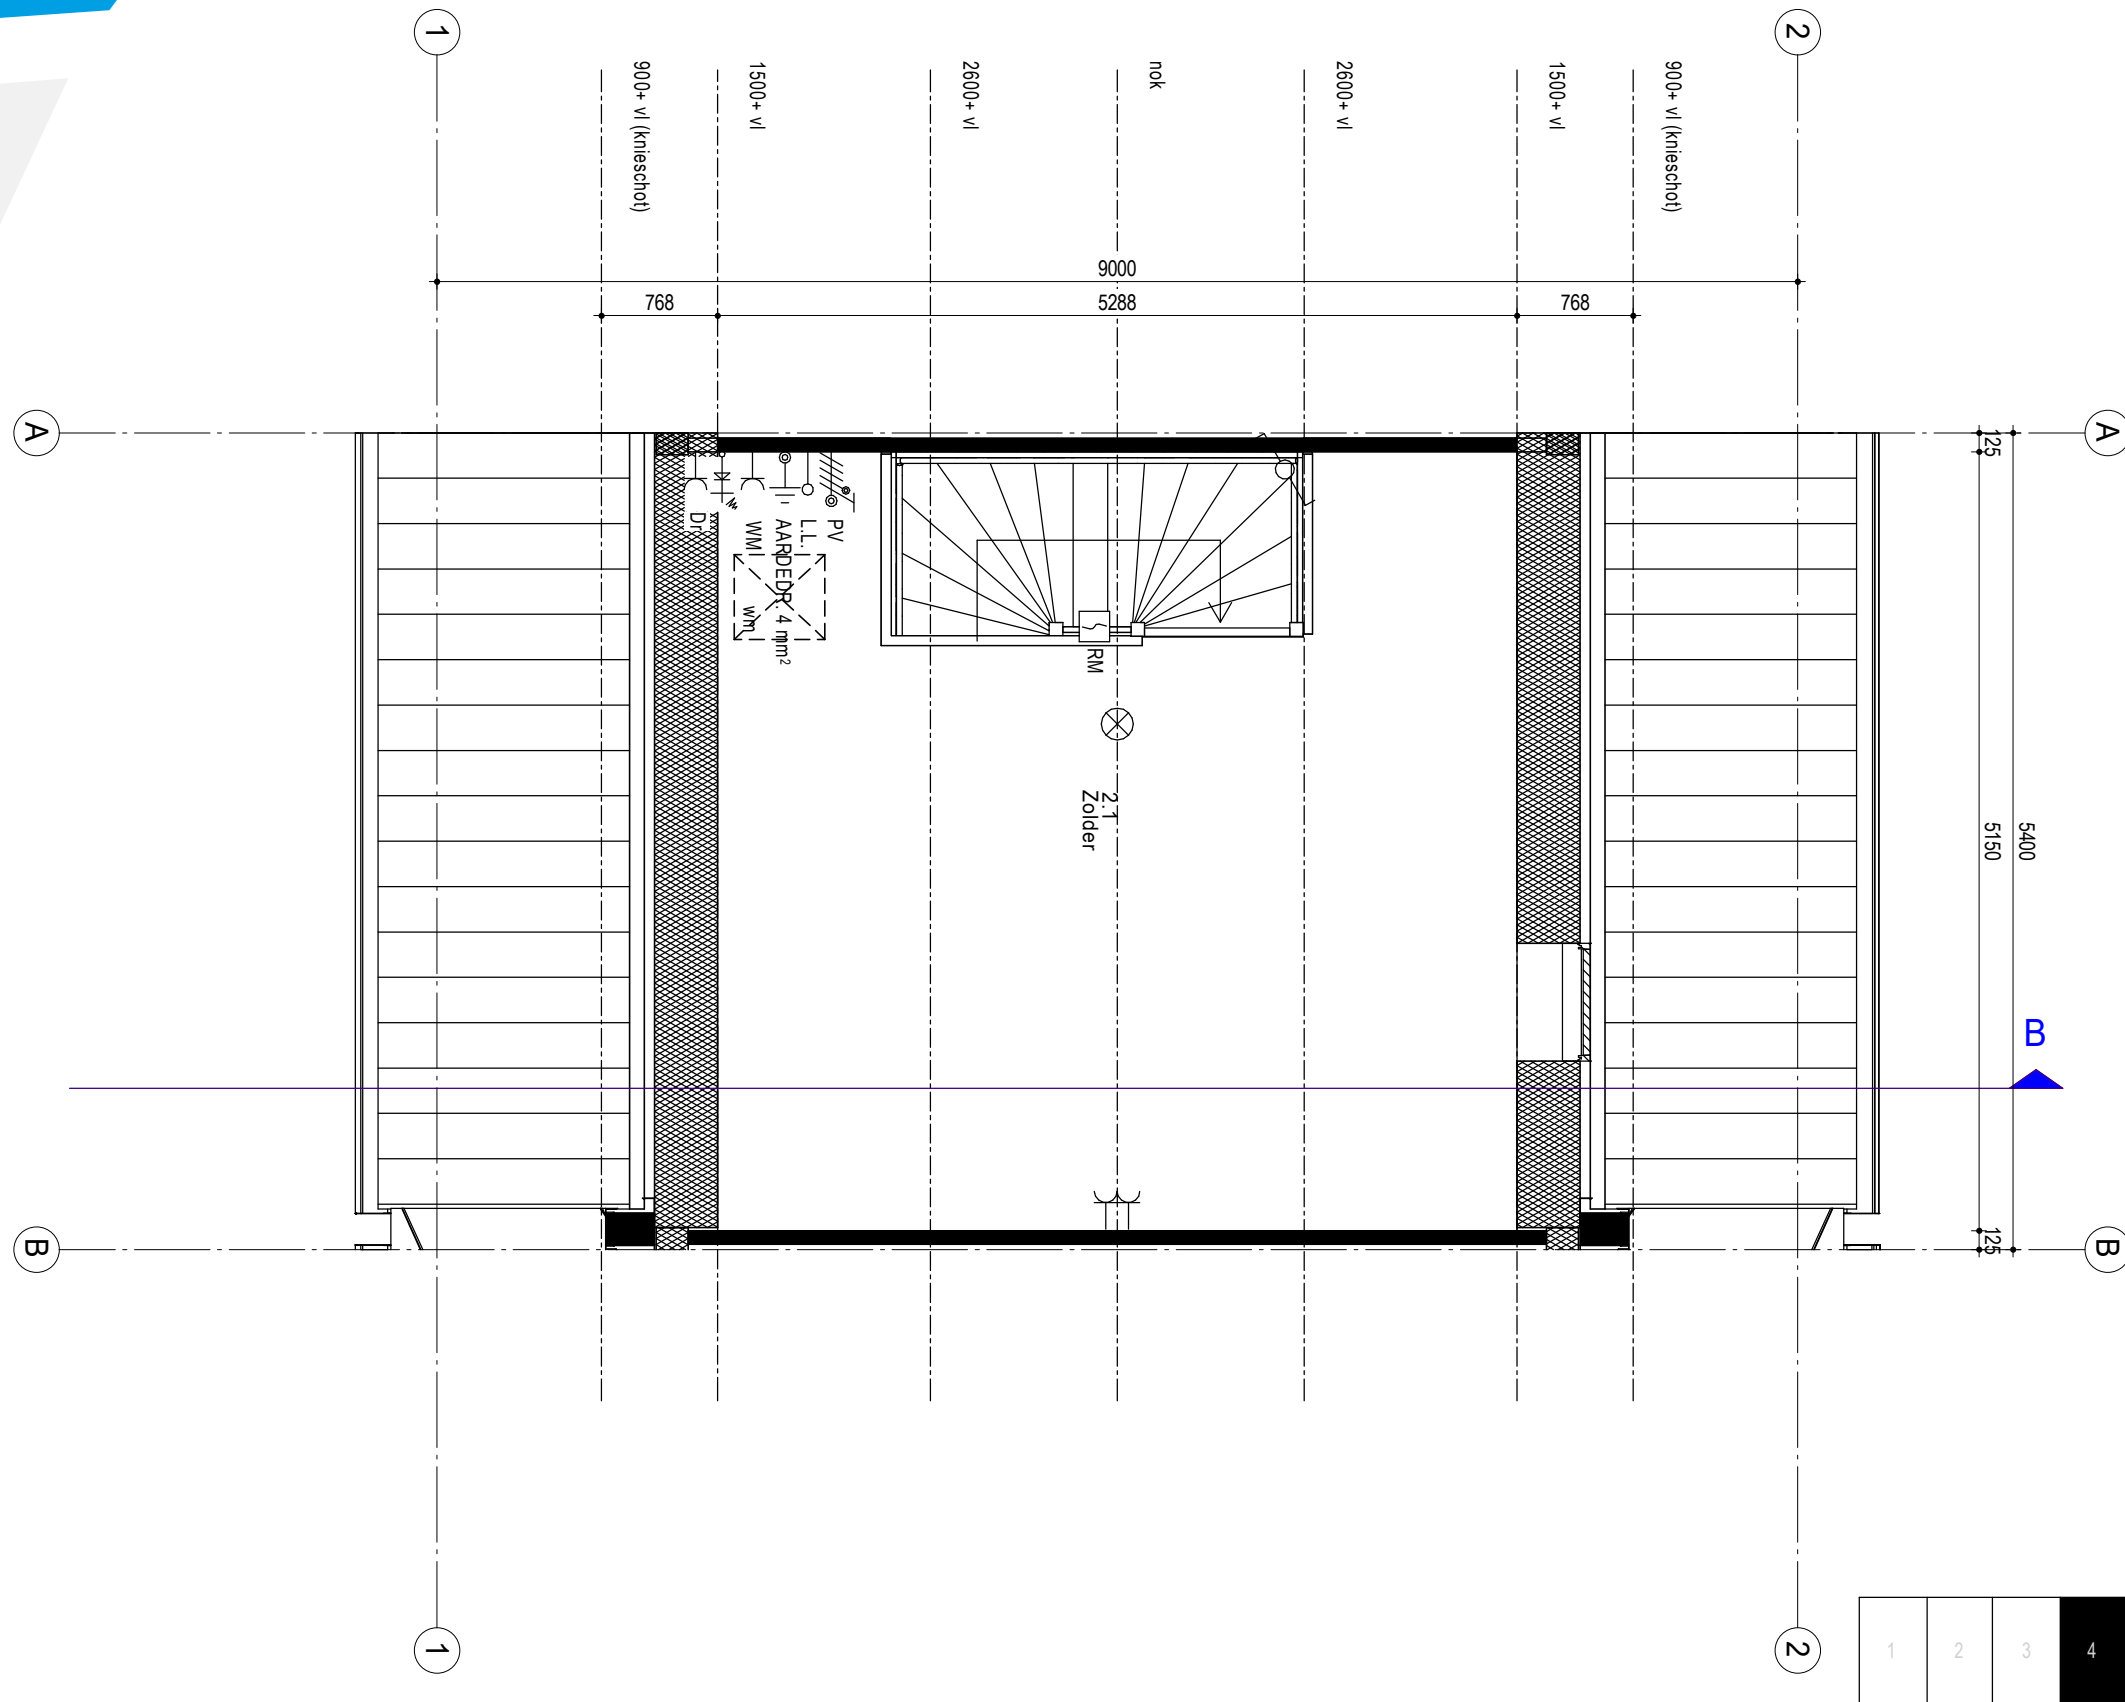 1
2
900+ vl (knieschot)
1500+ vl
2600+ vl
nok
2600+ vl
1500+ vl
900+ vl (knieschot)
9000
768
5288
768
A
A
125
5400
5150
125
PV
L.L.
AARDEDR. 4 mm²
WM
Dr
wm
RM
2.1
Zolder
B
B
B
1
2
1
2
3
4